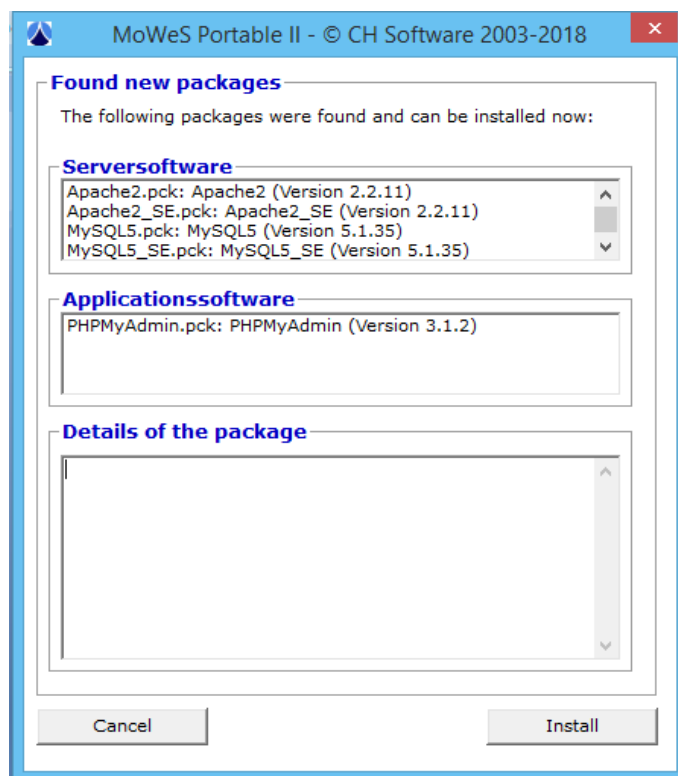 MoWeS Portable II - © CH Software 2003-2018
Found new packages
The following packages were found and can be installed now:
Serversoftware
Apache2.pck: Apache2 (Version 2.2.11)
Apache2_SE.pck: Apache2_SE (Version 2.2.11)
MySQL5.pck: MySQL5 (Version 5.1.35)
MySQL5_SE.pck: MySQL5_SE (Version 5.1.35)
Applicationssoftware
PHPMyAdmin.pck: PHPMyAdmin (Version 3.1.2)
Details of the package
Cancel Install